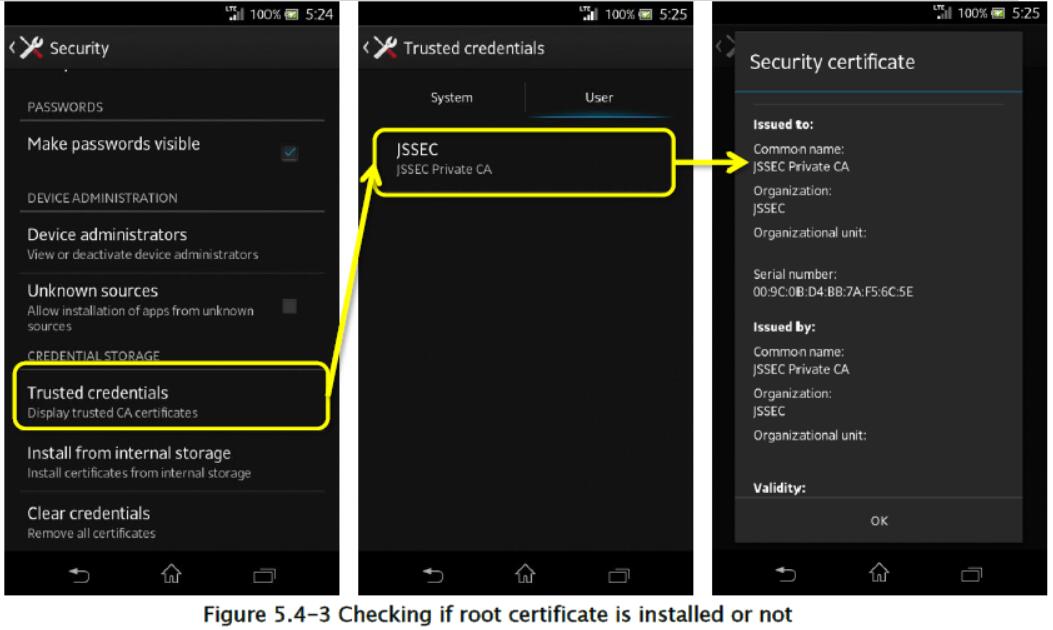 LTE 100% 5:24
Security
PASSWORDS
Make passwords visible
DEVICE ADMINISTRATION
Device administrators
View or deactivate device administrators
Unknown sources
Allow installation of apps from unknown
sources
CREDENTIAL STORAGE
Trusted credentials
Display trusted CA certificates
Install from internal storage
Install certificates from internal storage
Clear credentials
Remove all certificates
LTE 100% 5:25
Trusted credentials
System User
JSSEC
JSSEC Private CA
LTE 100% 5:25
Security certificate
Issued to:
Common name:
JSSEC Private CA
Organization:
JSSEC
Organizational unit:
Serial number:
00:9C:0B:D4:BB:7A:F5:6C:5E
Issued by:
Common name:
JSSEC Private CA
Organization:
JSSEC
Organizational unit:
Validity:
OK
Figure 5.4-3 Checking if root certificate is installed or not